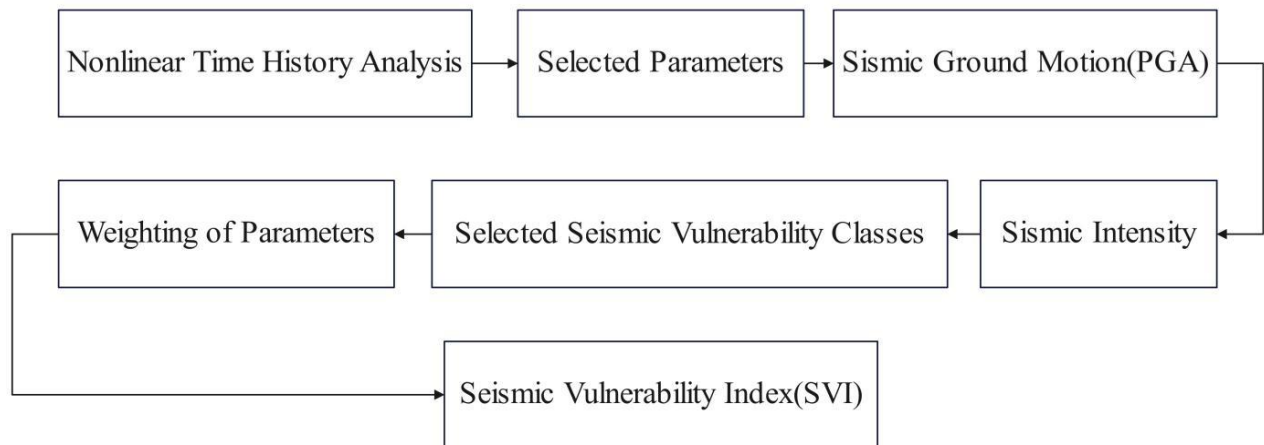 Nonlinear Time History Analysis
Selected Parameters
Sismic Ground Motion(PGA)
Sismic Intensity
Selected Seismic Vulnerability Classes
Weighting of Parameters
Seismic Vulnerability Index(SVI)